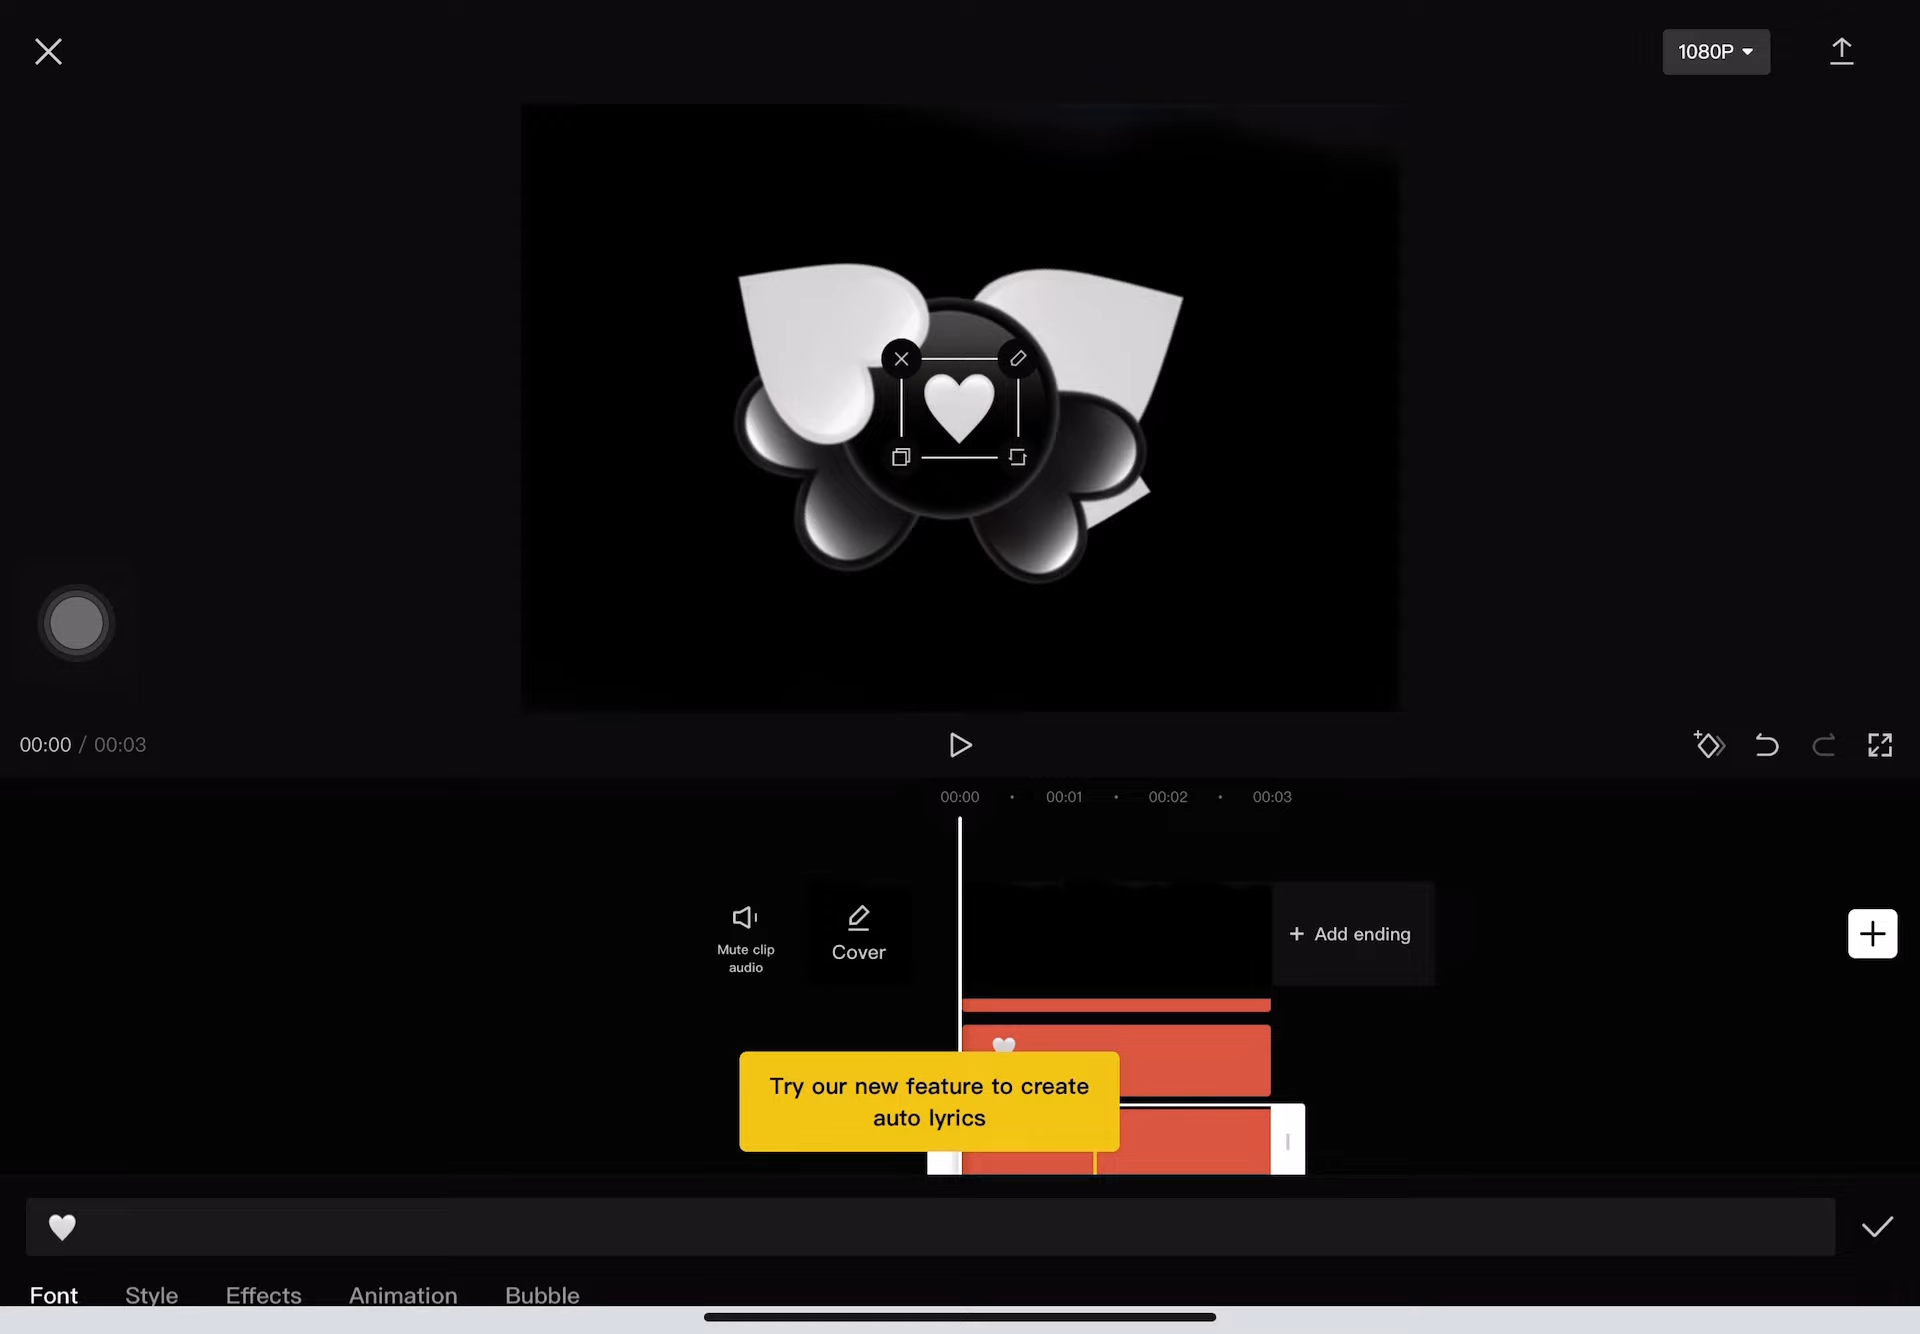 1080P
00:00 / 00:03
00:00 • 00:01 • 00:02 • 00:03
Mute clip
audio
Cover
+ Add ending
Try our new feature to create
auto lyrics
🤍
Font Style Effects Animation Bubble